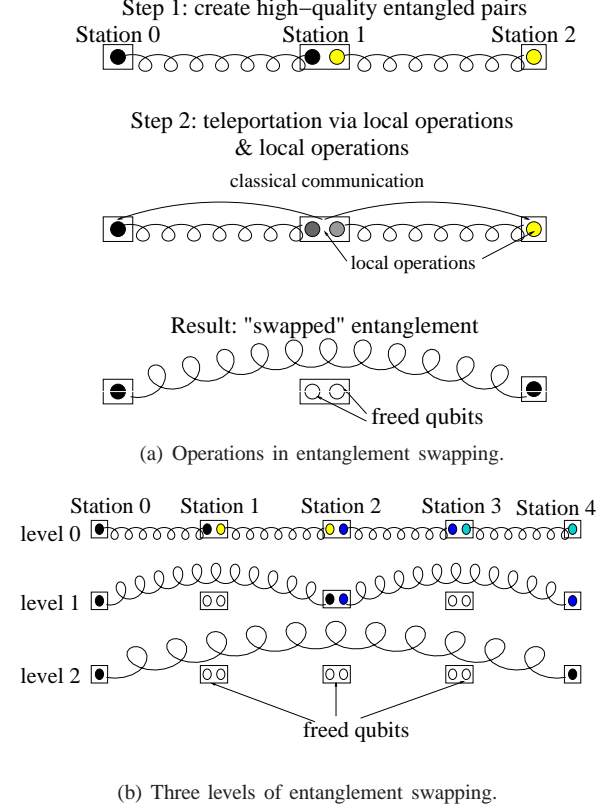 Step 1: create high−quality entangled pairs
Station 0 Station 1 Station 2
Step 2: teleportation via local operations
& local operations
classical communication
local operations
Result: "swapped" entanglement
freed qubits
(a) Operations in entanglement swapping.
Station 0 Station 1 Station 2 Station 3 Station 4
level 0
level 1
level 2
freed qubits
(b) Three levels of entanglement swapping.